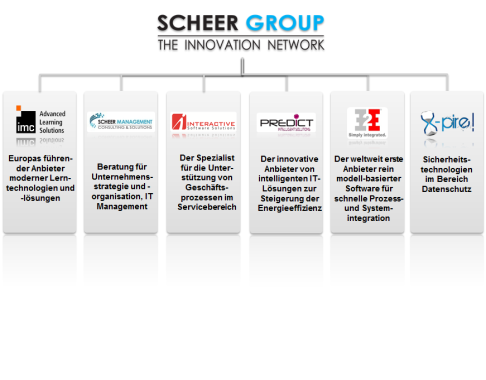 SCHEER GROUP
THE INNOVATION NETWORK
imc
Advanced
Learning
Solutions
Europas führen-
der Anbieter
moderner Lern-
technologien und
-lösungen
SCHEER MANAGEMENT
CONSULTING & SOLUTIONS
Beratung für
Unternehmens-
strategie und -
organisation, IT
Management
INTERACTIVE
Software Solutions
Der Spezialist
für die Unter-
stützung von
Geschäfts-
prozessen im
Servicebereich
PREDICT
Der innovative
Anbieter von
intelligenten IT-
Lösungen zur
Steigerung der
Energieeffizienz
Simply Integration
Der weltweit erste
Anbieter rein
modell-basierter
Software für
schnelle Prozess-
und System-
integration
X-pire!
Sicherheits-
technologien
im Bereich
Datenschutz